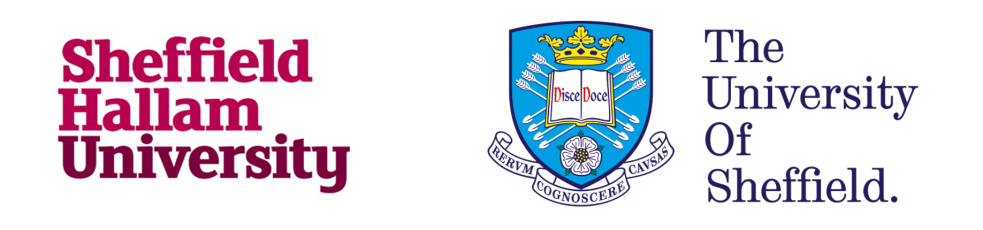 Sheffield
Hallam
University
Disce Doce
RERVM COGNOSCERE CAVSAS
The
University
Of
Sheffield.